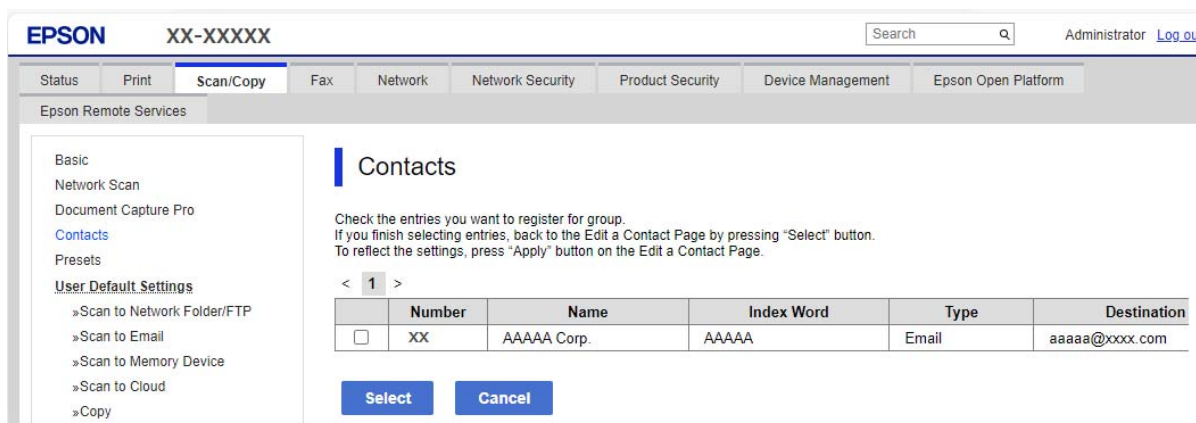 EPSON XX-XXXXX Search Administrator Log ou
Status Print Scan/Copy Fax Network Network Security Product Security Device Management Epson Open Platform
Epson Remote Services
Basic
Network Scan
Document Capture Pro
Contacts
Presets
User Default Settings
»Scan to Network Folder/FTP
»Scan to Email
»Scan to Memory Device
»Scan to Cloud
»Copy
Contacts
Check the entries you want to register for group.
If you finish selecting entries, back to the Edit a Contact Page by pressing “Select” button.
To reflect the settings, press “Apply” button on the Edit a Contact Page.
< 1 >
Number Name Index Word Type Destination
XX AAAAA Corp. AAAAA Email aaaaa@xxxx.com
Select Cancel